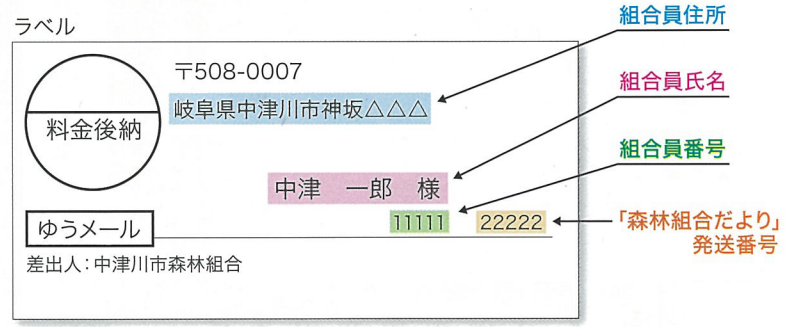 ラベル
組合員住所
〒508-0007
岐阜県中津川市神坂△△△
組合員氏名
料金後納
組合員番号
中津　一郎　様
11111 22222
「森林組合だより」
発送番号
ゆうメール
差出人：中津川市森林組合